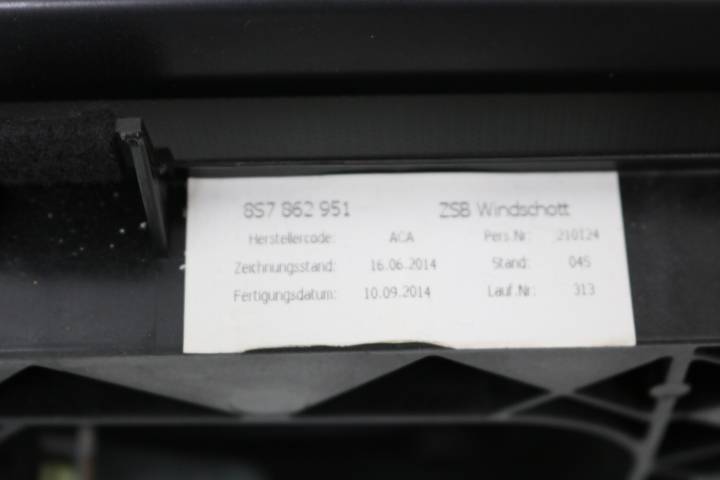 8S7 862 951 ZSB Windschott
Herstellercode: ACA Pers.Nr: 210124
Zeichnungsstand: 16.06.2014 Stand: 045
Fertigungsdatum: 10.09.2014 Lauf.Nr: 313